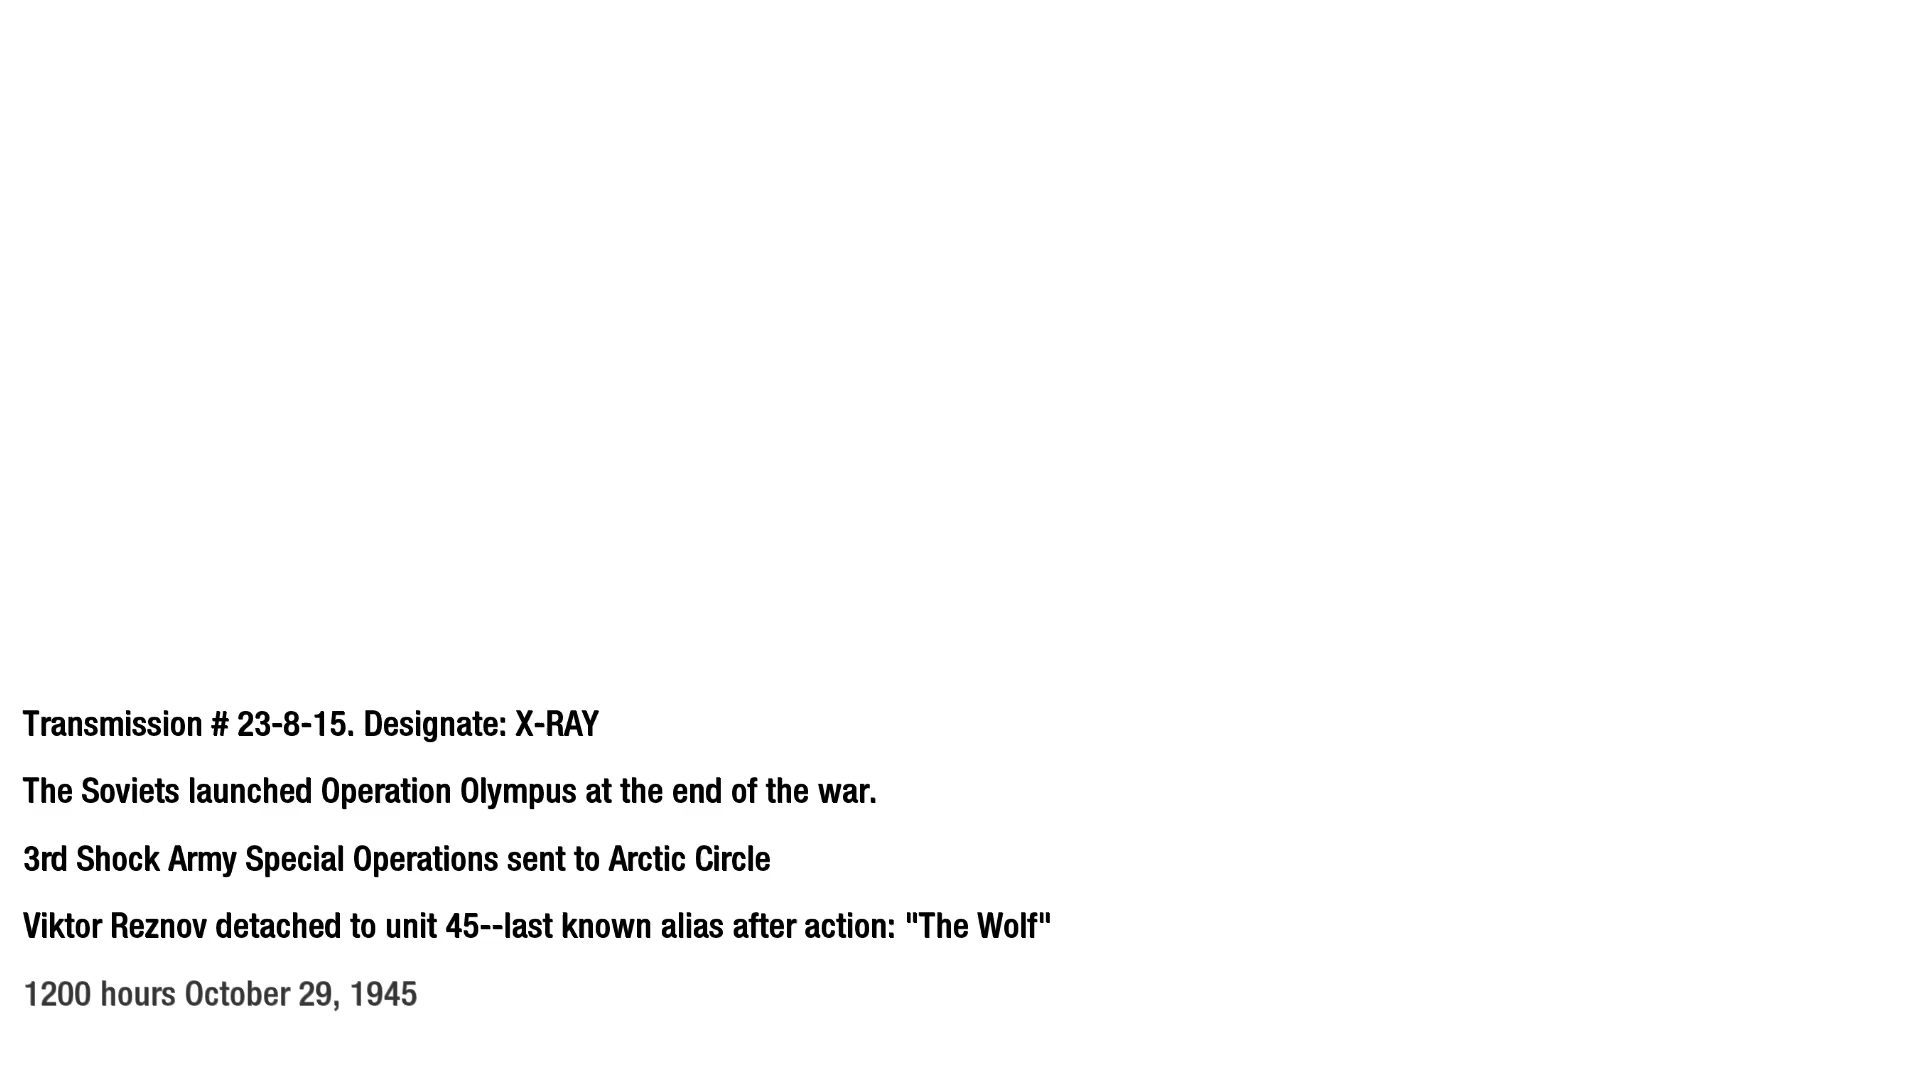 Transmission # 23-8-15. Designate: X-RAY
The Soviets launched Operation Olympus at the end of the war.
3rd Shock Army Special Operations sent to Arctic Circle
Viktor Reznov detached to unit 45--last known alias after action: "The Wolf"
1200 hours October 29, 1945